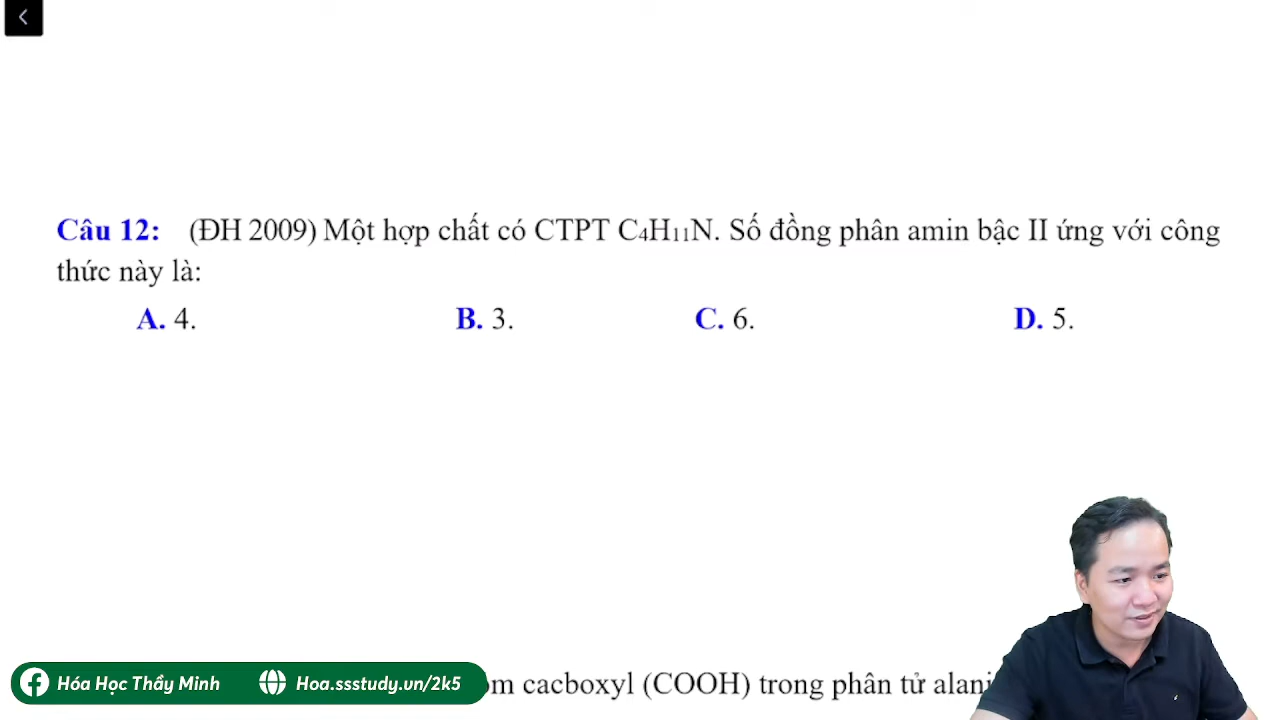 Câu 12: (ĐH 2009) Một hợp chất có CTPT C₄H₁₁N. Số đồng phân amin bậc II ứng với công
thức này là:
A. 4. B. 3. C. 6. D. 5.
cacboxyl (COOH) trong phân tử
Hóa Học Thầy Minh Hoa.ssstudy.vn/2k5